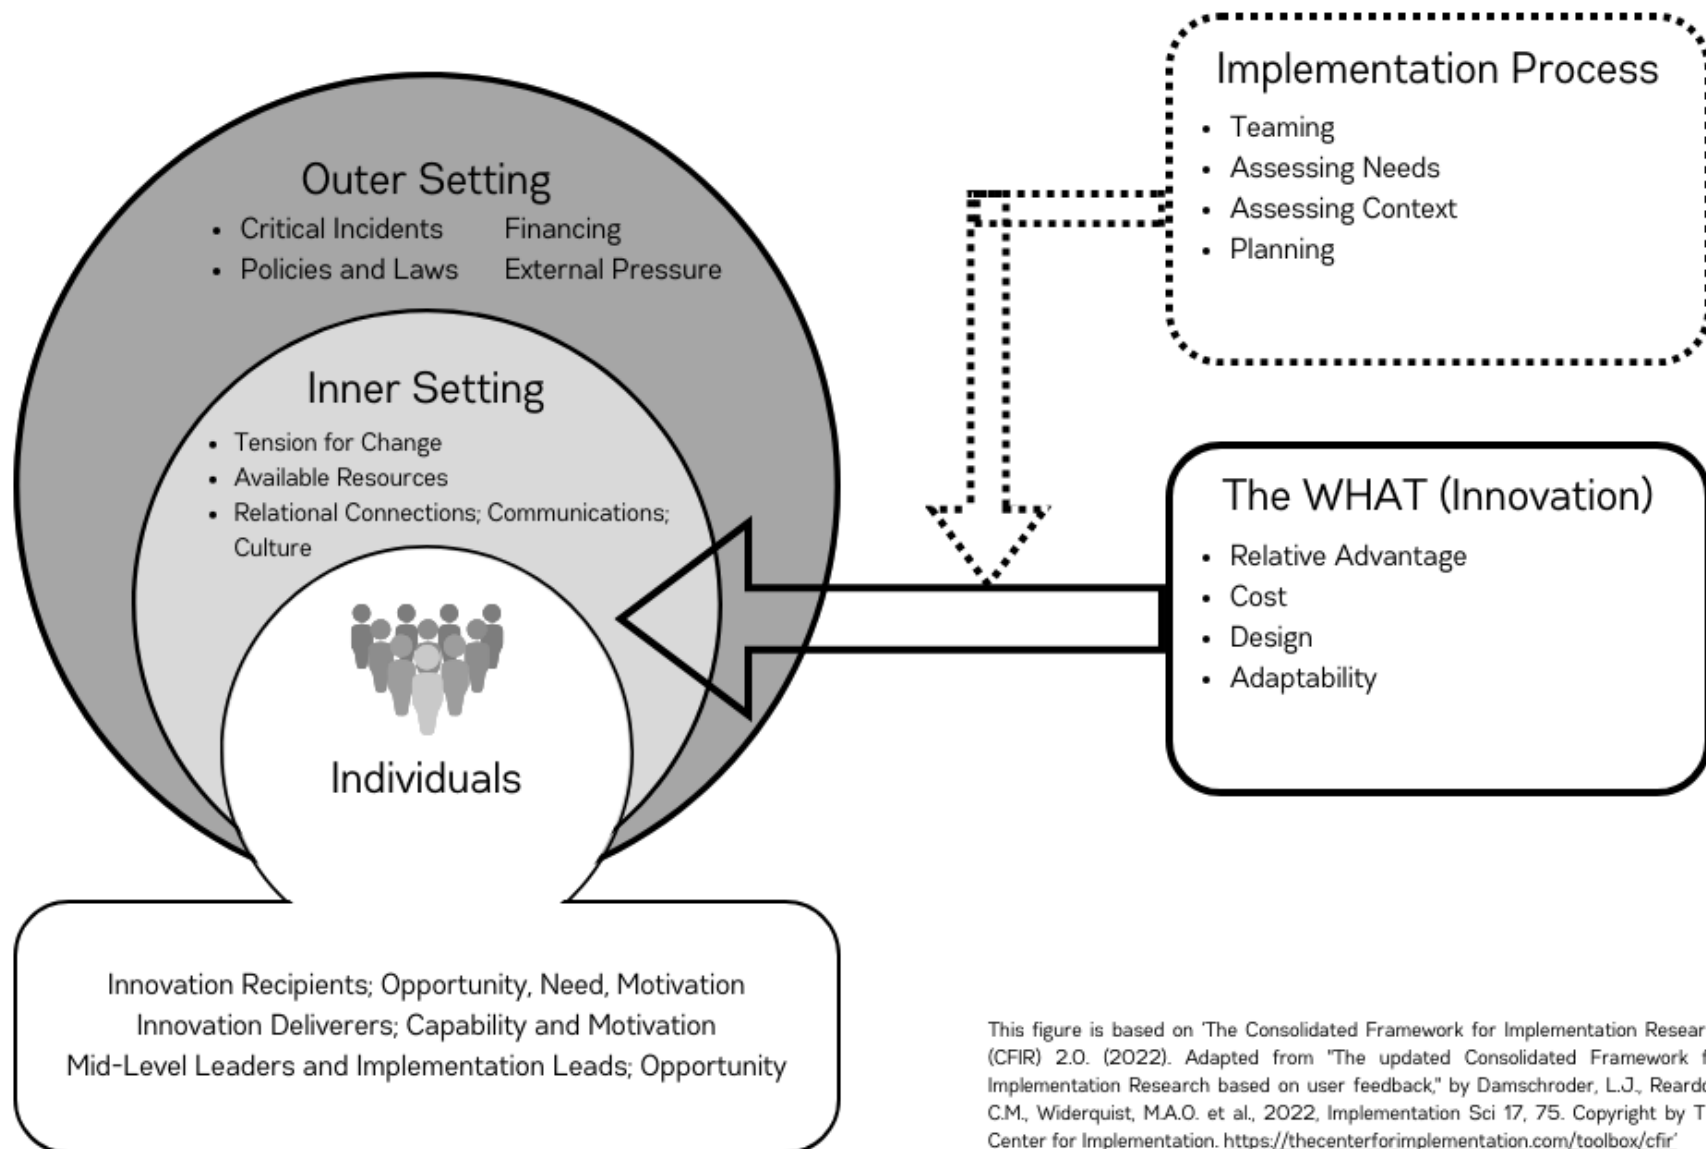 Implementation Process
• Teaming
• Assessing Needs
• Assessing Context
• Planning
Outer Setting
• Critical Incidents Financing
• Policies and Laws External Pressure
Inner Setting
• Tension for Change
• Available Resources
• Relational Connections; Communications;
Culture
The WHAT (Innovation)
• Relative Advantage
• Cost
• Design
• Adaptability
Individuals
Innovation Recipients; Opportunity, Need, Motivation
Innovation Deliverers; Capability and Motivation
Mid-Level Leaders and Implementation Leads; Opportunity
This figure is based on 'The Consolidated Framework for Implementation
(CFIR) 2.0. (2022). Adapted from "The updated Consolidated Framework
Implementation Research based on user feedback," by Damschroder, L.J.,
C.M., Widerquist, M.A.O. et al., 2022, Implementation Sci 17, 75. Copyright by
Center for Implementation. https://thecenterforimplementation.com/toolbox/cfir'